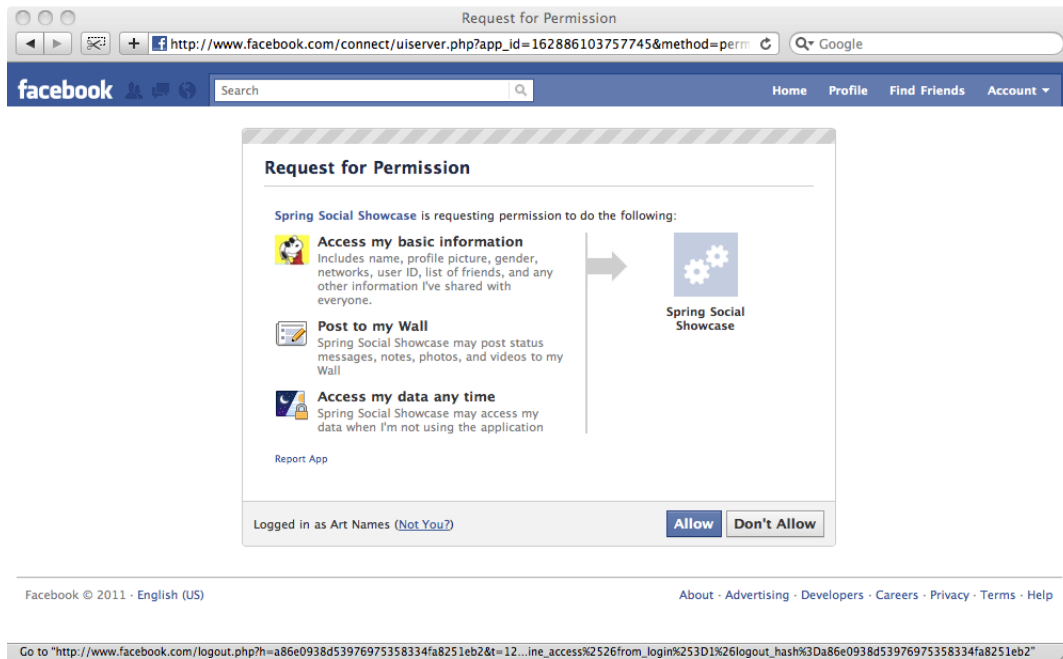 Request for Permission
http://www.facebook.com/connect/uiserver.php?app_id=162886103757745&method=perm
Google
facebook
Search
Home Profile Find Friends Account
Request for Permission
Spring Social Showcase is requesting permission to do the following:
Access my basic information
Includes name, profile picture, gender,
networks, user ID, list of friends, and any
other information I've shared with
everyone.
Post to my Wall
Spring Social Showcase may post status
messages, notes, photos, and videos to my
Wall
Access my data any time
Spring Social Showcase may access my
data when I'm not using the application
Spring Social
Showcase
Report App
Logged in as Art Names (Not You?)
Allow
Don't Allow
Facebook © 2011 · English (US)
About · Advertising · Developers · Careers · Privacy · Terms · Help
Go to "http://www.facebook.com/logout.php?h=a86e0938d53976975358334fa8251eb2&t=12...ine_access%2526from_login%253D1%26logout_hash%3Da86e0938d53976975358334fa8251eb2"